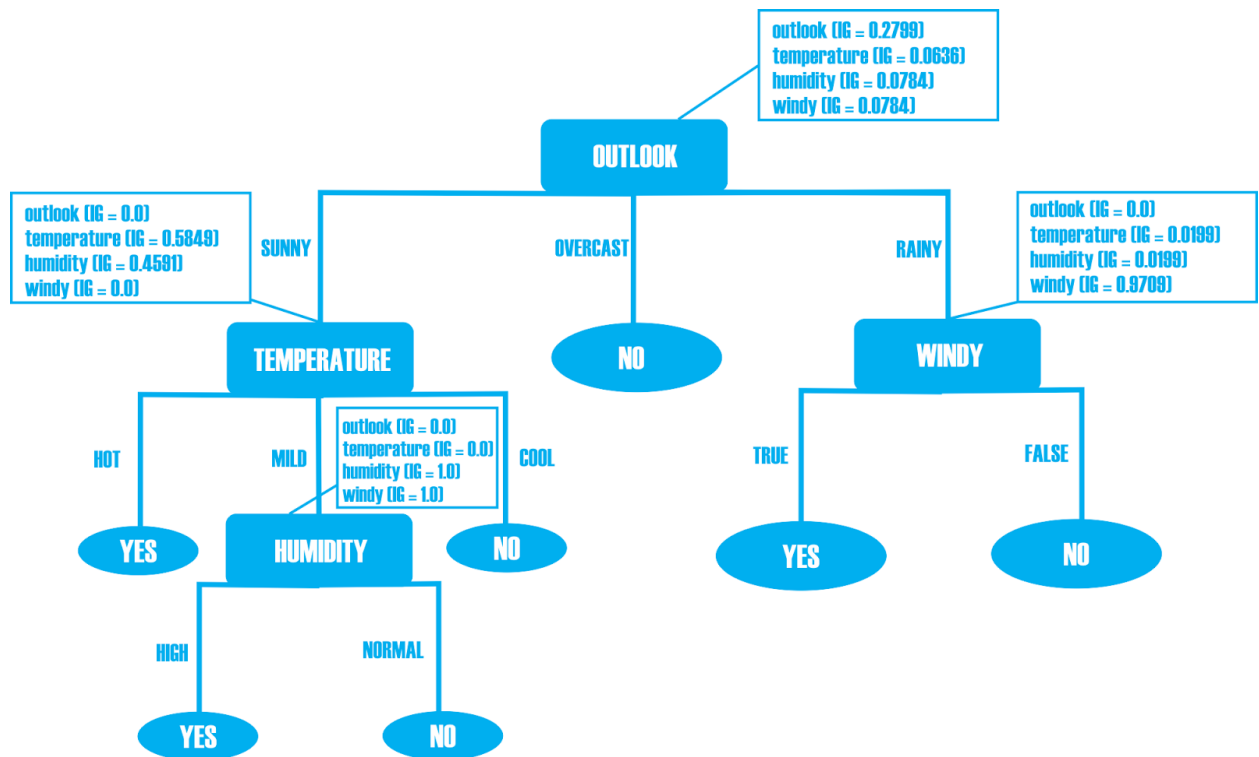 outlook (IG = 0.2799)
temperature (IG = 0.0636)
humidity (IG = 0.0784)
windy (IG = 0.0784)
OUTLOOK
outlook (IG = 0.0)
temperature (IG = 0.5849)
humidity (IG = 0.4591)
windy (IG = 0.0)
SUNNY
OVERCAST
RAINY
outlook (IG = 0.0)
temperature (IG = 0.0199)
humidity (IG = 0.0199)
windy (IG = 0.9709)
TEMPERATURE
NO
WINDY
HOT
MILD
outlook (IG = 0.0)
temperature (IG = 0.0)
humidity (IG = 1.0)
windy (IG = 1.0)
COOL
TRUE
FALSE
YES
HUMIDITY
NO
YES
NO
HIGH
NORMAL
YES
NO